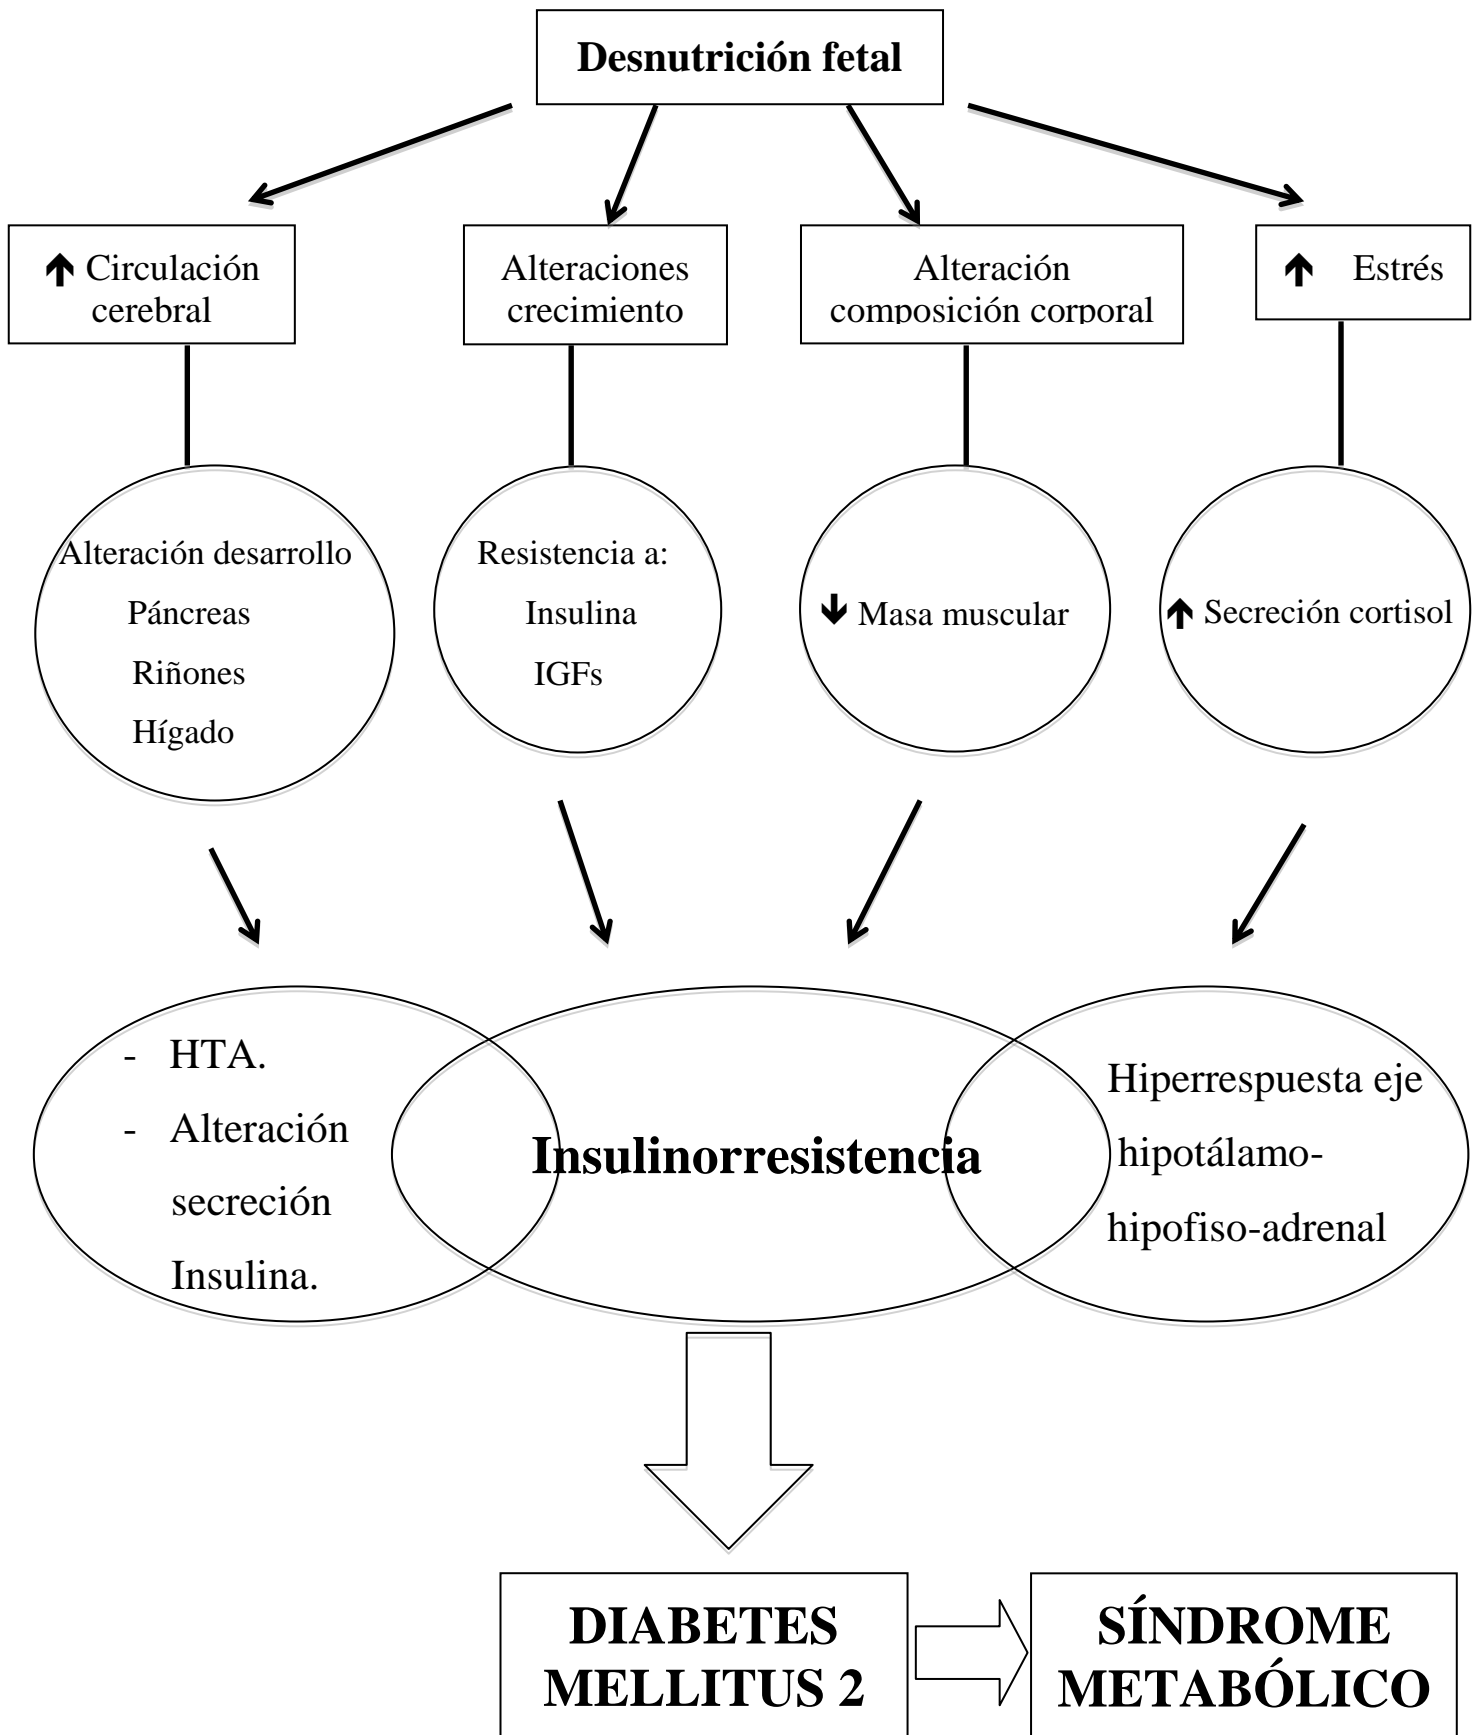 Desnutrición fetal
🡹 Circulación
cerebral
Alteraciones
crecimiento
Alteración
composición corporal
🡹 Estrés
Alteración desarrollo
Páncreas
Riñones
Hígado
Resistencia a:
Insulina
IGFs
🡻 Masa muscular
🡹 Secreción cortisol
- HTA.
- Alteración
secreción
Insulina.
Insulinorresistencia
Hiperrespuesta eje
hipotálamo-
hipofiso-adrenal
DIABETES
MELLITUS 2
SÍNDROME
METABÓLICO